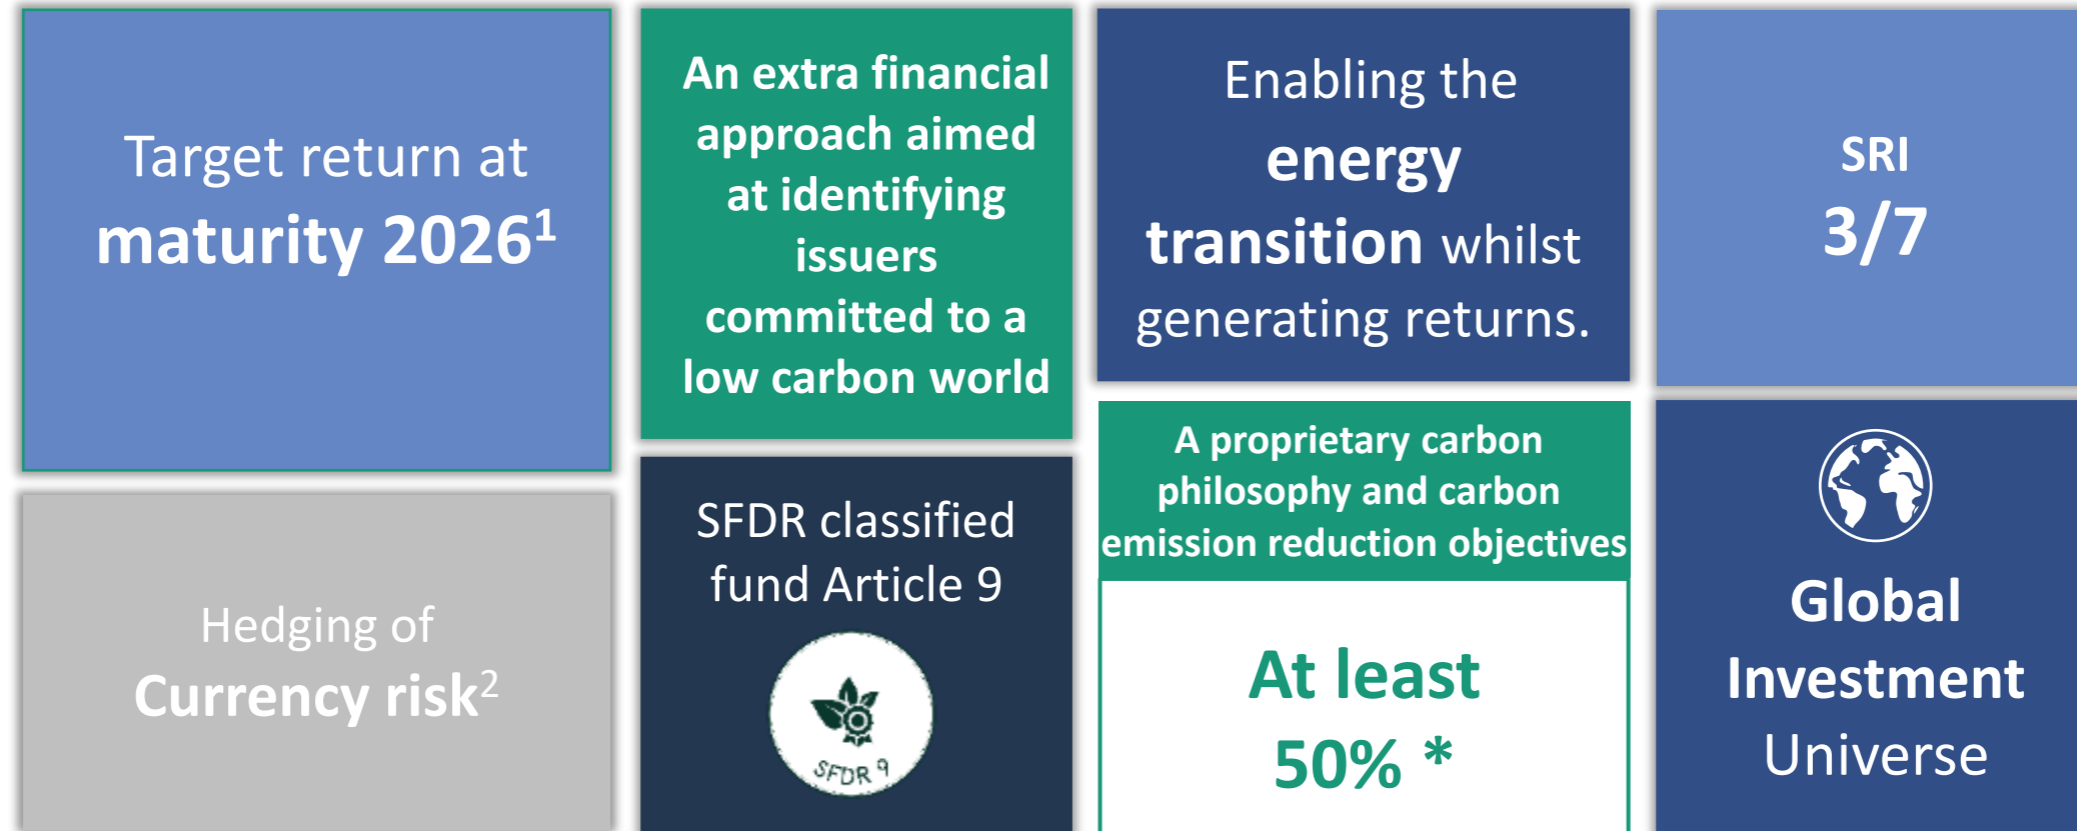 Target return at
maturity 2026¹
An extra financial
approach aimed
at identifying
issuers
committed to a
low carbon world
Enabling the
energy
transition whilst
generating returns.
SRI
3/7
Hedging of
Currency risk²
SFDR classified
fund Article 9
SFDR 9
A proprietary carbon
philosophy and carbon
emission reduction objectives
At least
50% *
Global
Investment
Universe